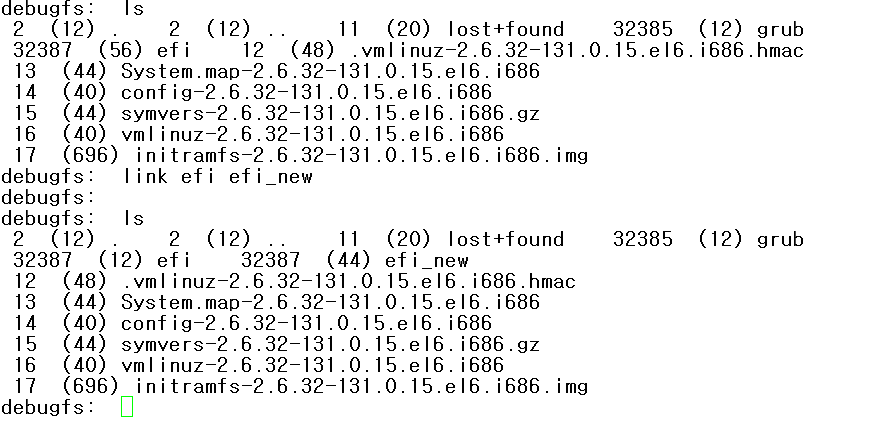 debugfs:  ls
 2  (12) .    2  (12) ..    11  (20) lost+found    32385  (12) grub
 32387  (56) efi    12  (48) .vmlinuz-2.6.32-131.0.15.el6.i686.hmac
 13  (44) System.map-2.6.32-131.0.15.el6.i686
 14  (40) config-2.6.32-131.0.15.el6.i686
 15  (44) symvers-2.6.32-131.0.15.el6.i686.gz
 16  (40) vmlinuz-2.6.32-131.0.15.el6.i686
 17  (696) initramfs-2.6.32-131.0.15.el6.i686.img
debugfs:  link efi efi_new
debugfs:
debugfs:  ls
 2  (12) .    2  (12) ..    11  (20) lost+found    32385  (12) grub
 32387  (12) efi    32387  (44) efi_new
 12  (48) .vmlinuz-2.6.32-131.0.15.el6.i686.hmac
 13  (44) System.map-2.6.32-131.0.15.el6.i686
 14  (40) config-2.6.32-131.0.15.el6.i686
 15  (44) symvers-2.6.32-131.0.15.el6.i686.gz
 16  (40) vmlinuz-2.6.32-131.0.15.el6.i686
 17  (696) initramfs-2.6.32-131.0.15.el6.i686.img
debugfs: